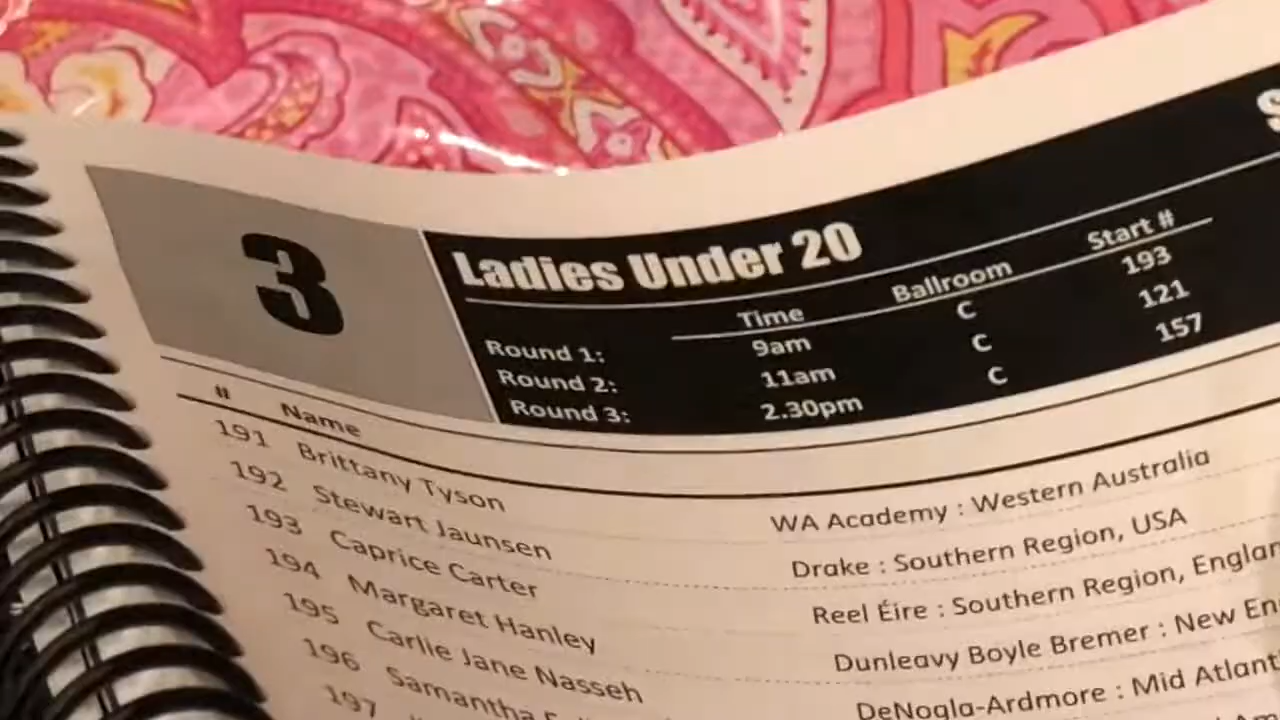 3
Ladies Under 20
Time Ballroom Start #
Round 1: 9am C 193
Round 2: 11am C 121
Round 3: 2.30pm C 157
# Name
191 Brittany Tyson WA Academy : Western Australia
192 Stewart Jaunsen Drake : Southern Region, USA
193 Caprice Carter Reel Éire : Southern Region,
194 Margaret Hanley Dunleavy Boyle Bremer : New
195 Carlie Jane Nasseh DeNogla-Ardmore : Mid
196 Samantha
197